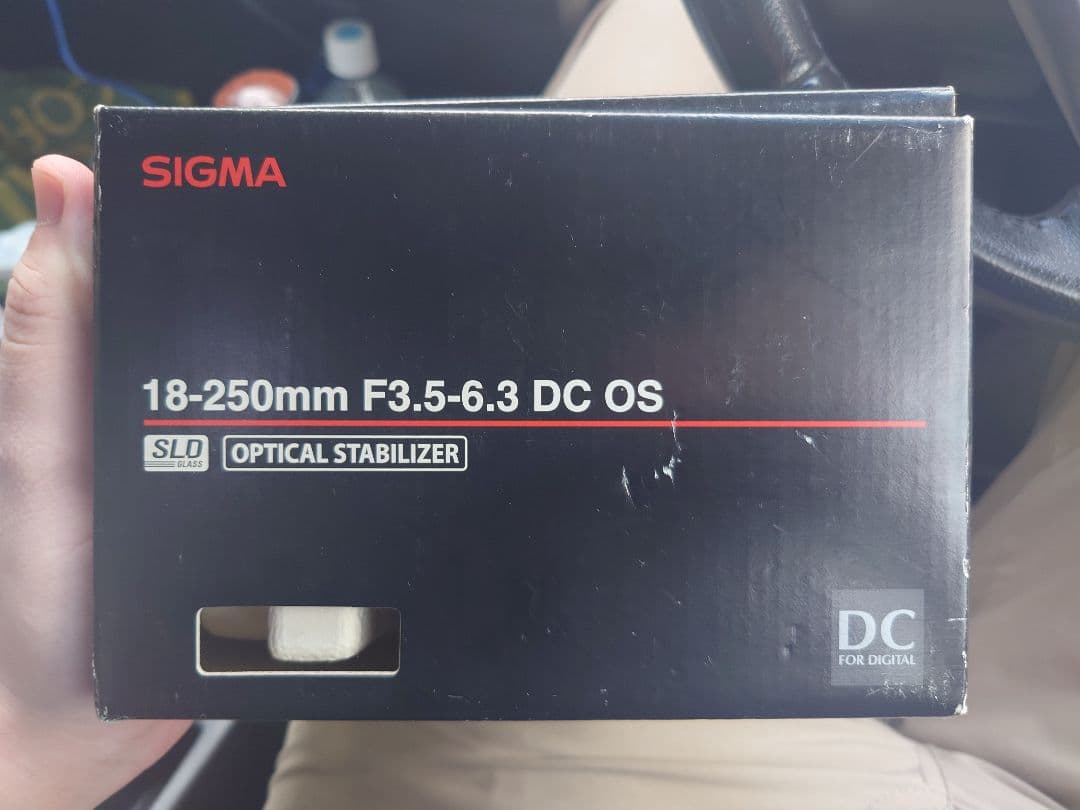 SIGMA
18-250mm F3.5-6.3 DC OS
SLD
GLASS
OPTICAL STABILIZER
DC
FOR DIGITAL